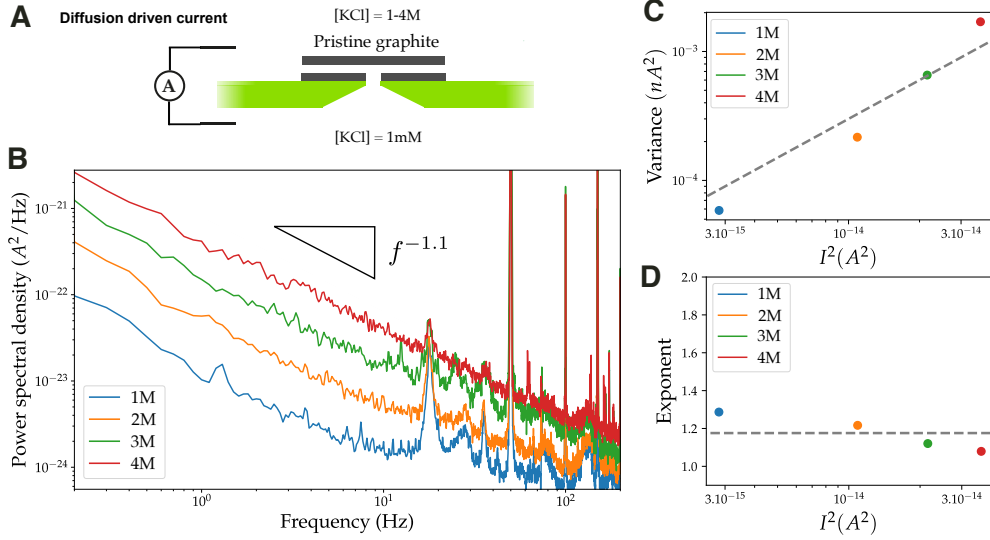 A
Diffusion driven current
[KCl] = 1-4M
Pristine graphite
A
[KCl] = 1mM
B
Power spectral density (A²/Hz)
10⁻²¹
10⁻²²
10⁻²³
10⁻²⁴
f⁻¹·¹
1M
2M
3M
4M
10⁰
10¹
10²
Frequency (Hz)
C
Variance (nA²)
10⁻³
10⁻⁴
1M
2M
3M
4M
3.10⁻¹⁵
10⁻¹⁴
3.10⁻¹⁴
I²(A²)
D
Exponent
2.0
1.8
1.6
1.4
1.2
1.0
1M
2M
3M
4M
3.10⁻¹⁵
10⁻¹⁴
3.10⁻¹⁴
I²(A²)